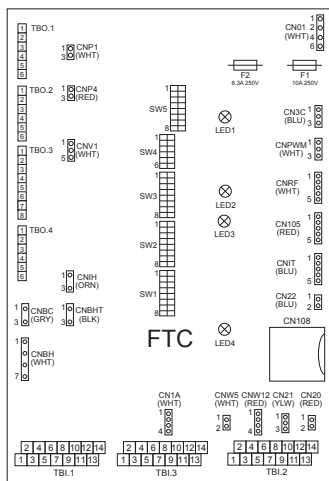 TBO.1
1
2
3
4
5
6
CNP1
(WHT)
1
3
CN01
(WHT)
1
2
4
6
F2
6.3A 250V
F1
10A 250V
TBO.2
1
2
3
4
5
6
CNP4
(RED)
1
3
SW5
1
8
LED1
CN3C
(BLU)
1
3
TBO.3
1
2
3
4
5
6
7
8
CNV1
(WHT)
1
5
SW4
1
6
CNPWM
(WHT)
1
3
SW3
1
8
LED2
CNRF
(WHT)
1
5
TBO.4
1
2
3
4
5
6
SW2
1
8
LED3
CN105
(RED)
1
5
CNIH
(ORN)
1
3
SW1
1
8
CNIT
(BLU)
1
5
CNBC
(GRY)
1
3
CNBHT
(BLK)
1
3
CN22
(BLU)
1
2
FTC
LED4
CN108
CNBH
(WHT)
1
7
CN1A
(WHT)
1
4
CNW5
(WHT)
1
2
CNW12
(RED)
1
4
CN21
(YLW)
1
3
CN20
(RED)
1
2
2 4 6 8 10 12 14
1 3 5 7 9 11 13
TBI.1
2 4 6 8 10 12 14
1 3 5 7 9 11 13
TBI.3
2 4 6 8 10 12 14
1 3 5 7 9 11 13
TBI.2